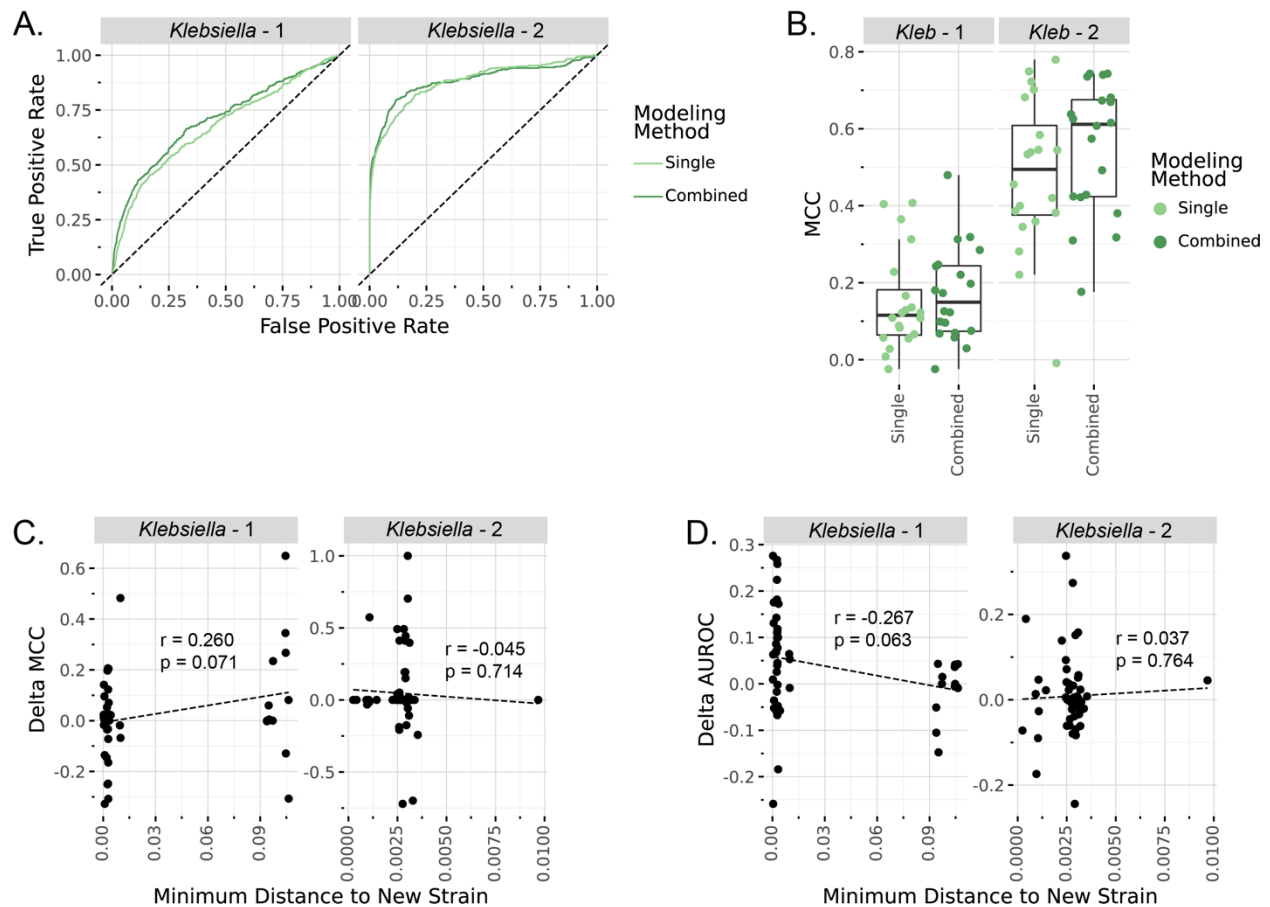 A.
Klebsiella - 1
Klebsiella - 2
1.00
0.75
0.50
0.25
0.00
True Positive Rate
0.00
0.25
0.50
0.75
1.00
0.00
0.25
0.50
0.75
1.00
False Positive Rate
Modeling
Method
Single
Combined
B.
Kleb - 1
Kleb - 2
0.8
0.6
0.4
0.2
0.0
MCC
Single
Combined
Single
Combined
Modeling
Method
Single
Combined
C.
Klebsiella - 1
Klebsiella - 2
0.6
0.4
0.2
0.0
-0.2
Delta MCC
r = 0.260
p = 0.071
1.0
0.5
0.0
-0.5
r = -0.045
p = 0.714
0.00
0.03
0.06
0.09
0.0000
0.0025
0.0050
0.0075
0.0100
Minimum Distance to New Strain
D.
Klebsiella - 1
Klebsiella - 2
0.3
0.2
0.1
0.0
-0.1
-0.2
Delta AUROC
r = -0.267
p = 0.063
0.2
0.0
-0.2
r = 0.037
p = 0.764
0.00
0.03
0.06
0.09
0.0000
0.0025
0.0050
0.0075
0.0100
Minimum Distance to New Strain